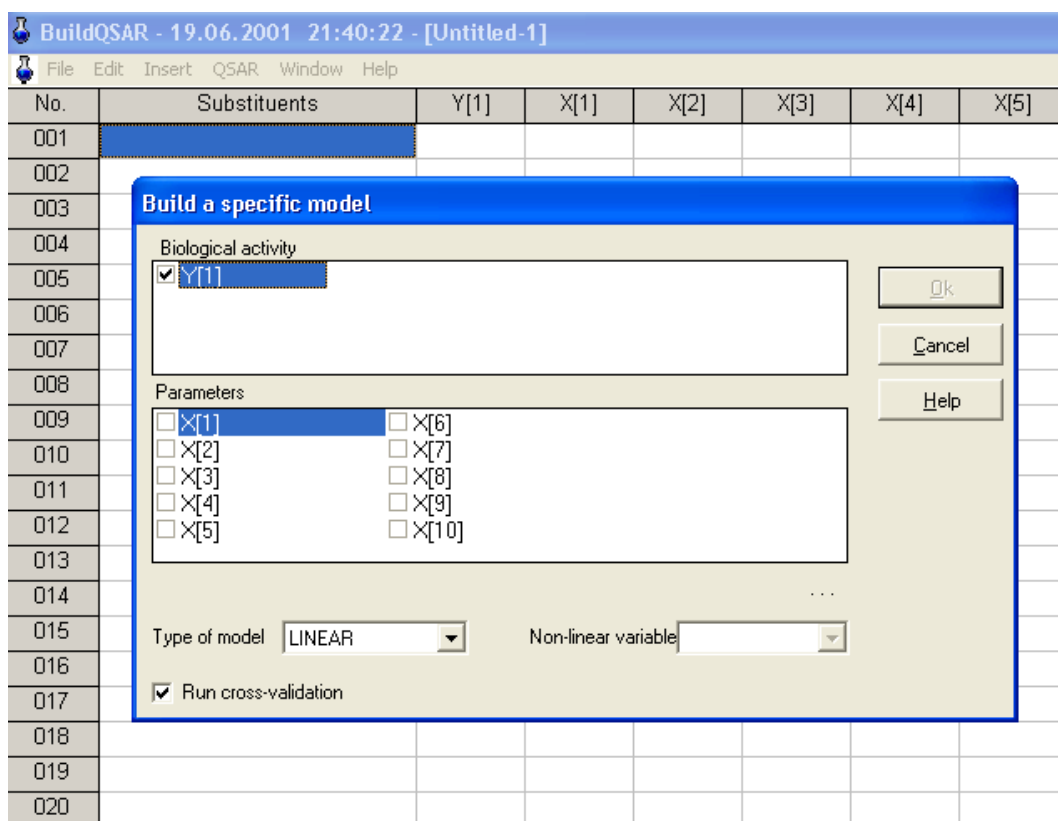 BuildQSAR - 19.06.2001 21:40:22 - [Untitled-1]
File Edit Insert QSAR Window Help
No. Substituents Y[1] X[1] X[2] X[3] X[4] X[5]
001
002
003
Build a specific model
004
Biological activity
005
Y[1]
Ok
006
007
Cancel
008
Parameters
Help
009
X[1] X[6]
010
X[2] X[7]
011
X[3] X[8]
X[4] X[9]
012
X[5] X[10]
013
014
...
015
Type of model LINEAR Non-linear variable
016
017
Run cross-validation
018
019
020